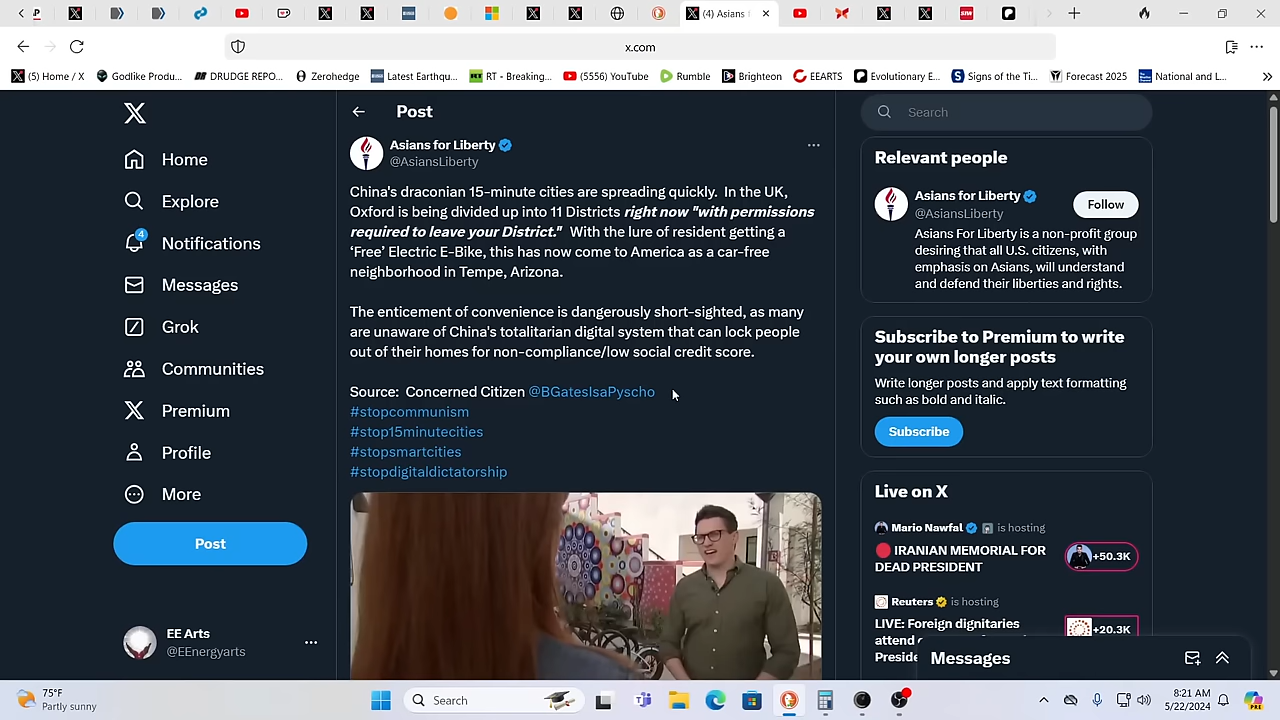 (4) Asians f
x.com
(5) Home / X
Godlike Produ...
DRUDGE REPO...
Zerohedge
Latest Earthqu...
RT - Breaking...
(5556) YouTube
Rumble
Brighteon
EEARTS
Evolutionary E...
Signs of the Ti...
Forecast 2025
National and L...
Home
Explore
4
Notifications
Messages
Grok
Communities
Premium
Profile
More
Post
EE Arts
@EEnergyarts
Post
Asians for Liberty
@AsiansLiberty
China's draconian 15-minute cities are spreading quickly. In the UK,
Oxford is being divided up into 11 Districts right now "with permissions
required to leave your District." With the lure of resident getting a
‘Free’ Electric E-Bike, this has now come to America as a car-free
neighborhood in Tempe, Arizona.
The enticement of convenience is dangerously short-sighted, as many
are unaware of China's totalitarian digital system that can lock people
out of their homes for non-compliance/low social credit score.
Source: Concerned Citizen @BGatesIsaPyscho
#stopcommunism
#stop15minutecities
#stopsmartcities
#stopdigitaldictatorship
Search
Relevant people
Asians for Liberty
@AsiansLiberty
Follow
Asians For Liberty is a non-profit group
desiring that all U.S. citizens, with
emphasis on Asians, will understand
and defend their liberties and rights.
Subscribe to Premium to write
your own longer posts
Write longer posts and apply text formatting
such as bold and italic.
Subscribe
Live on X
Mario Nawfal is hosting
IRANIAN MEMORIAL FOR
DEAD PRESIDENT
+50.3K
Reuters is hosting
LIVE: Foreign dignitaries
attend
Preside
+20.3K
Messages
75°F
Partly sunny
Search
8:21 AM
5/22/2024